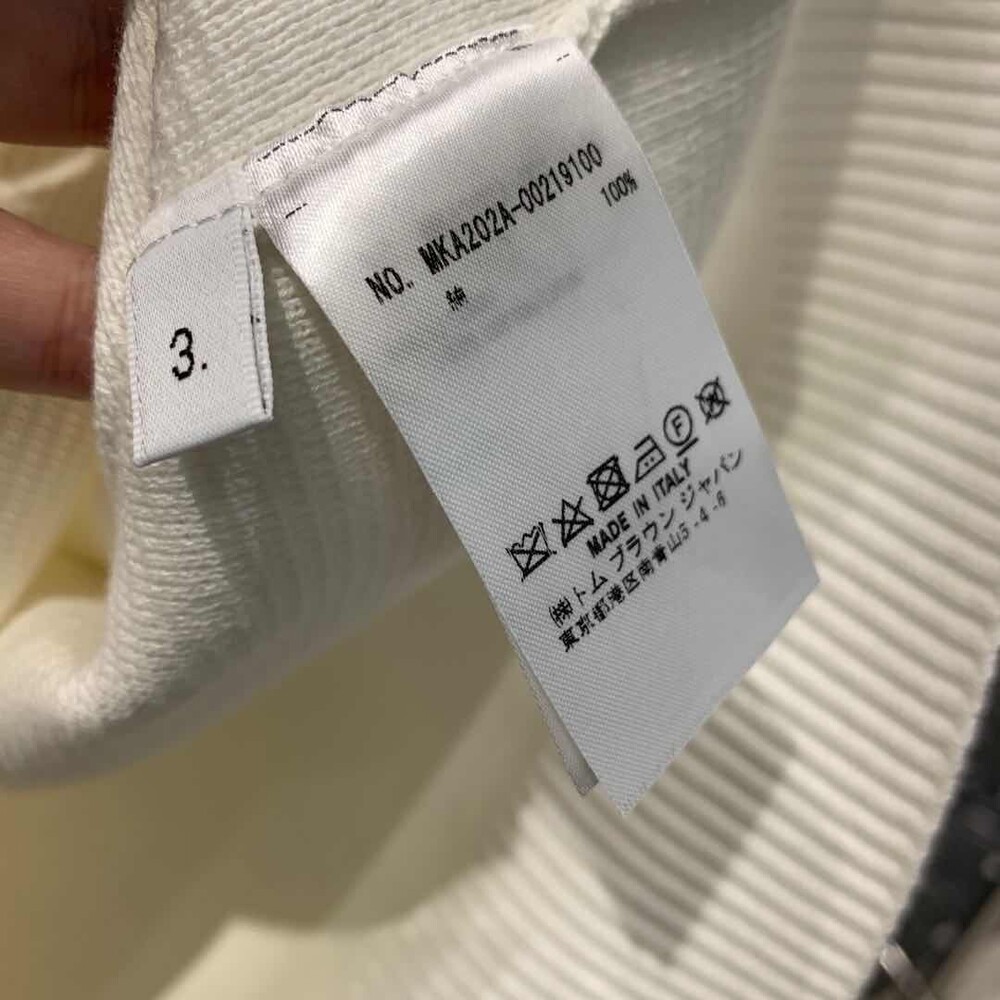 3.
NO. MKA202A-00219100
綿 100%
MADE IN ITALY
㈱トム ブラウン ジャパン
東京都港区南青山5-4-6